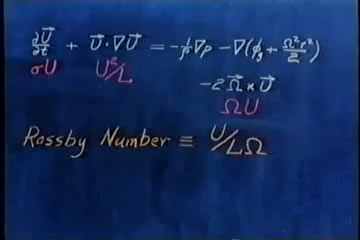 ∂U⃗/∂t + U⃗·∇U⃗ = -1/ρ ∇p - ∇(ϕg + Ω²r²/2)
σU U²/L
-2Ω⃗×U⃗
ΩU
Rossby Number ≡ U/LΩ